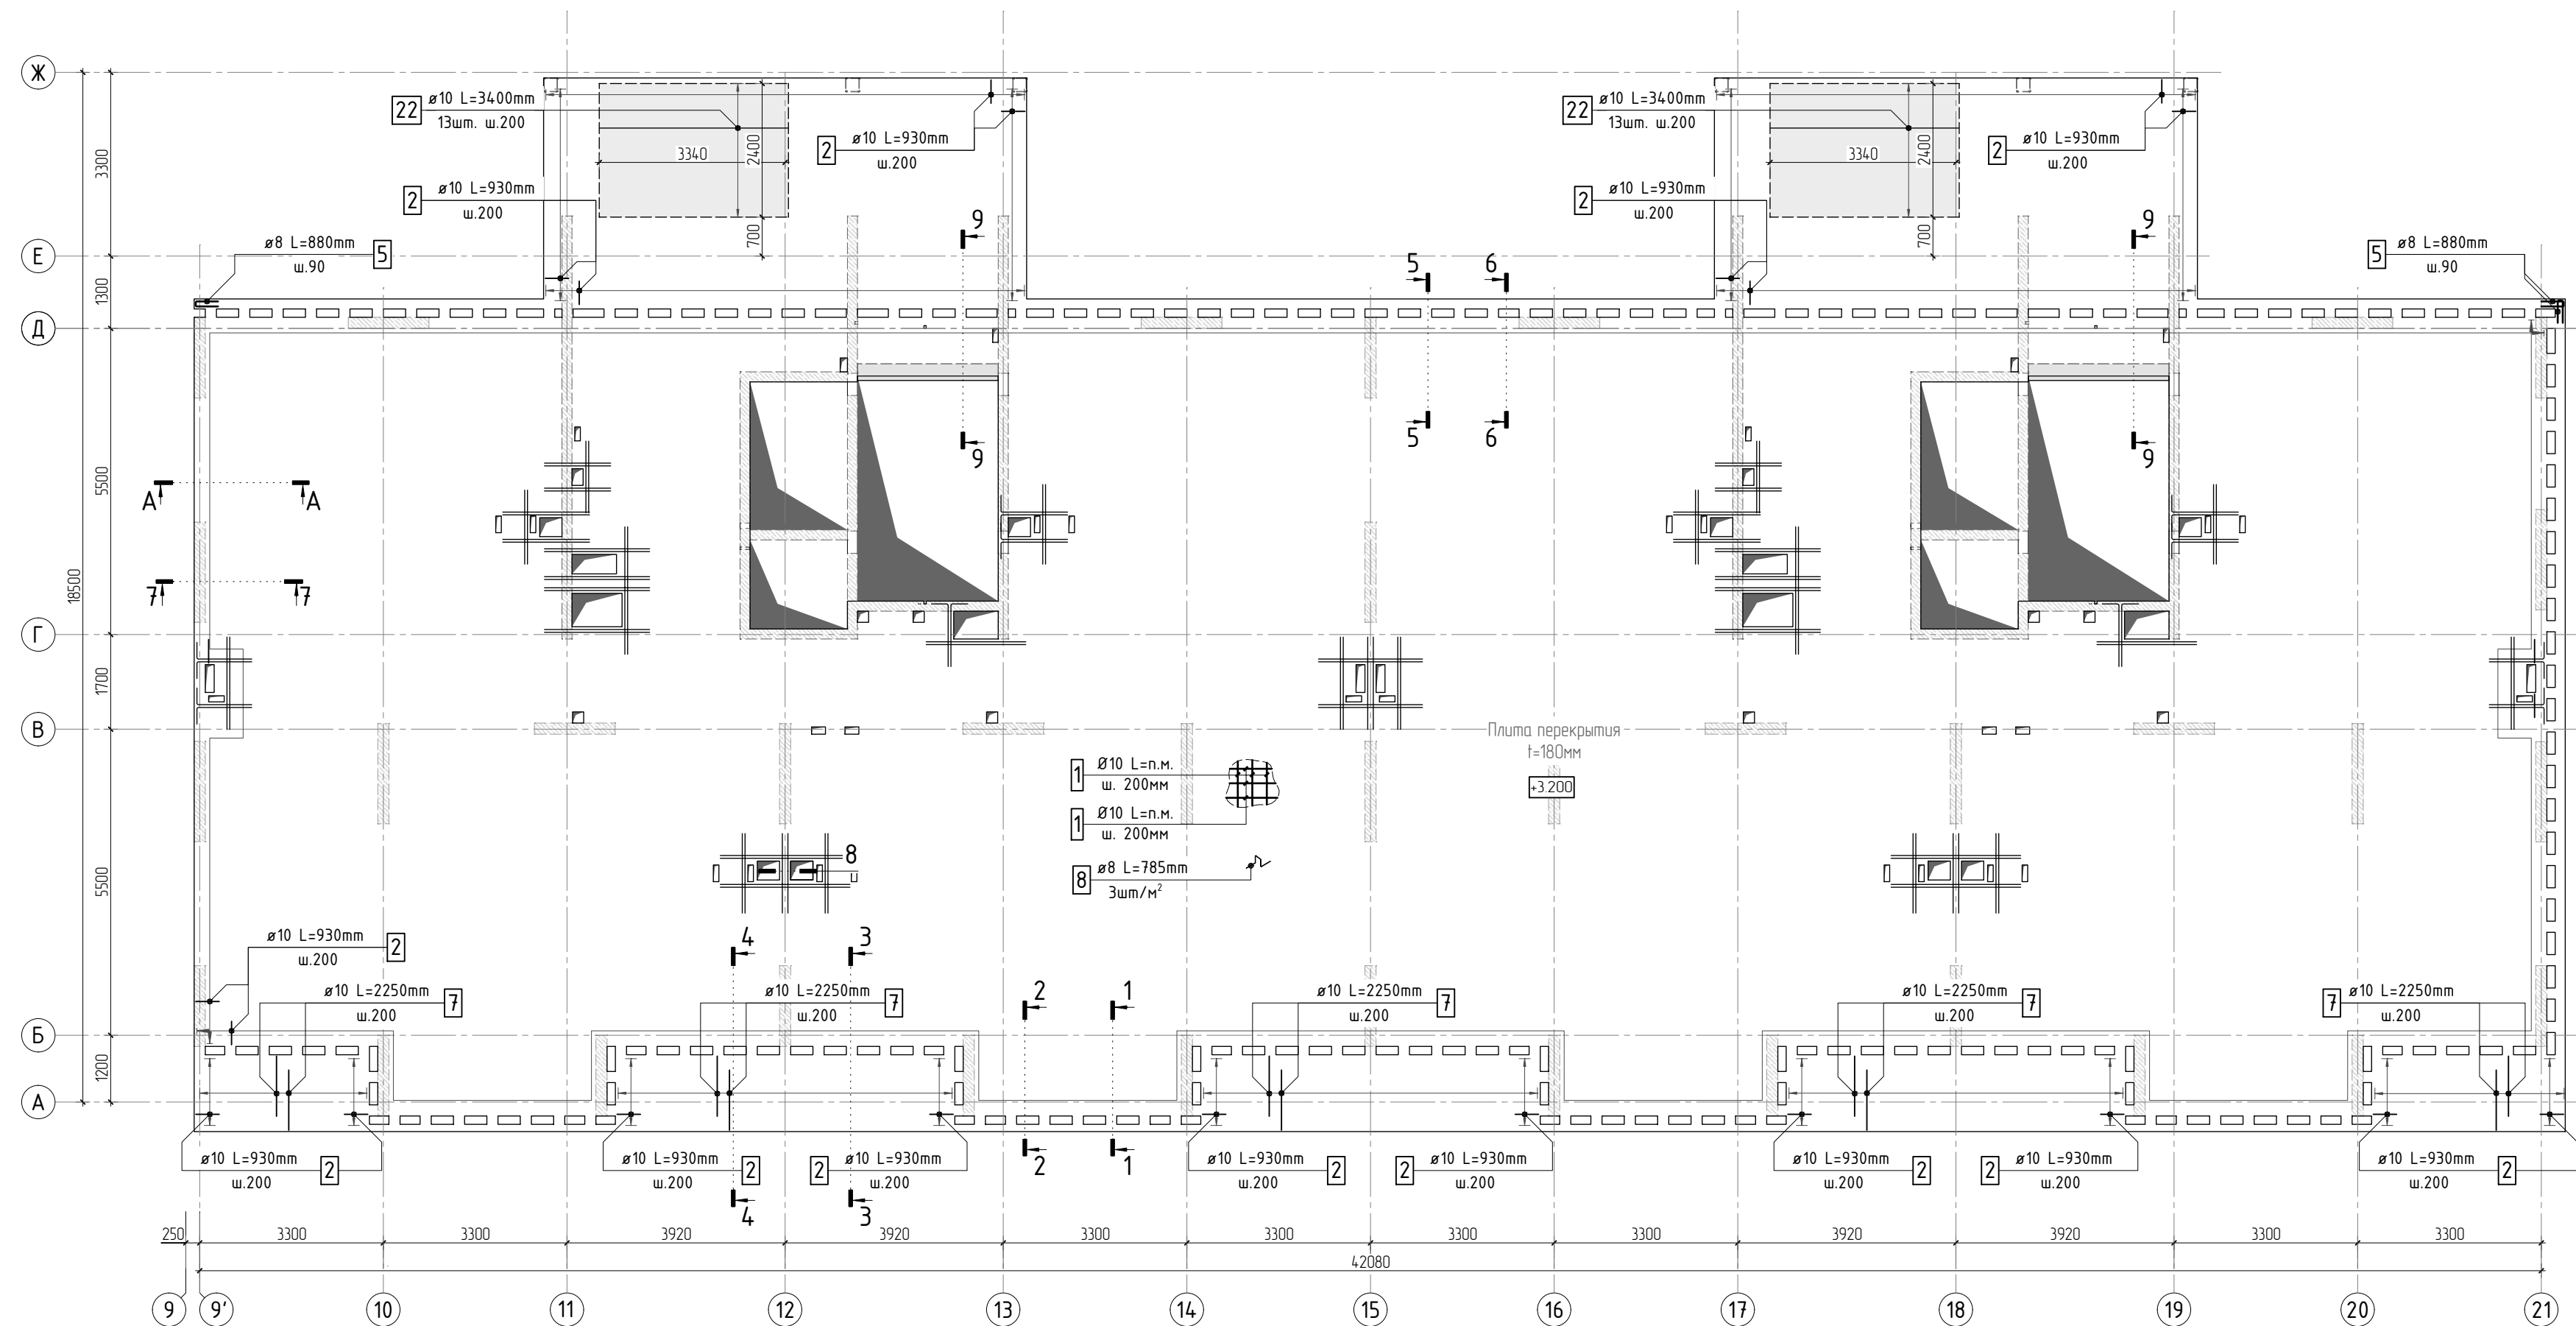 Ж
22
ø10 L=3400mm
13шт. ш.200
3340
2400
2
ø10 L=930mm
ш.200
22
ø10 L=3400mm
13шт. ш.200
3340
2400
2
ø10 L=930mm
ш.200
3300
2
ø10 L=930mm
ш.200
700
9
2
ø10 L=930mm
ш.200
700
9
Е
ø8 L=880mm
ш.90
5
5
6
5
ø8 L=880mm
ш.90
1300
Д
5
6
9
9
5500
А
А
18500
7
7
Г
1700
В
Плита перекрытия
t=180мм
+3.200
1
Ø10 L=п.м.
ш. 200мм
1
Ø10 L=п.м.
ш. 200мм
8
ø8 L=785mm
3шт/м²
8
5500
ø10 L=930mm
ш.200
2
4
3
ø10 L=2250mm
ш.200
7
ø10 L=2250mm
ш.200
7
2
1
ø10 L=2250mm
ш.200
7
ø10 L=2250mm
ш.200
7
7
ø10 L=2250mm
ш.200
Б
1200
А
ø10 L=930mm
ш.200
2
ø10 L=930mm
ш.200
2
2
ø10 L=930mm
ш.200
2
1
ø10 L=930mm
ш.200
2
2
ø10 L=930mm
ш.200
ø10 L=930mm
ш.200
2
2
ø10 L=930mm
ш.200
ø10 L=930mm
ш.200
2
4
3
250
3300
3300
3920
3920
3300
3300
3300
3300
3920
3920
3300
3300
42080
9
9'
10
11
12
13
14
15
16
17
18
19
20
21